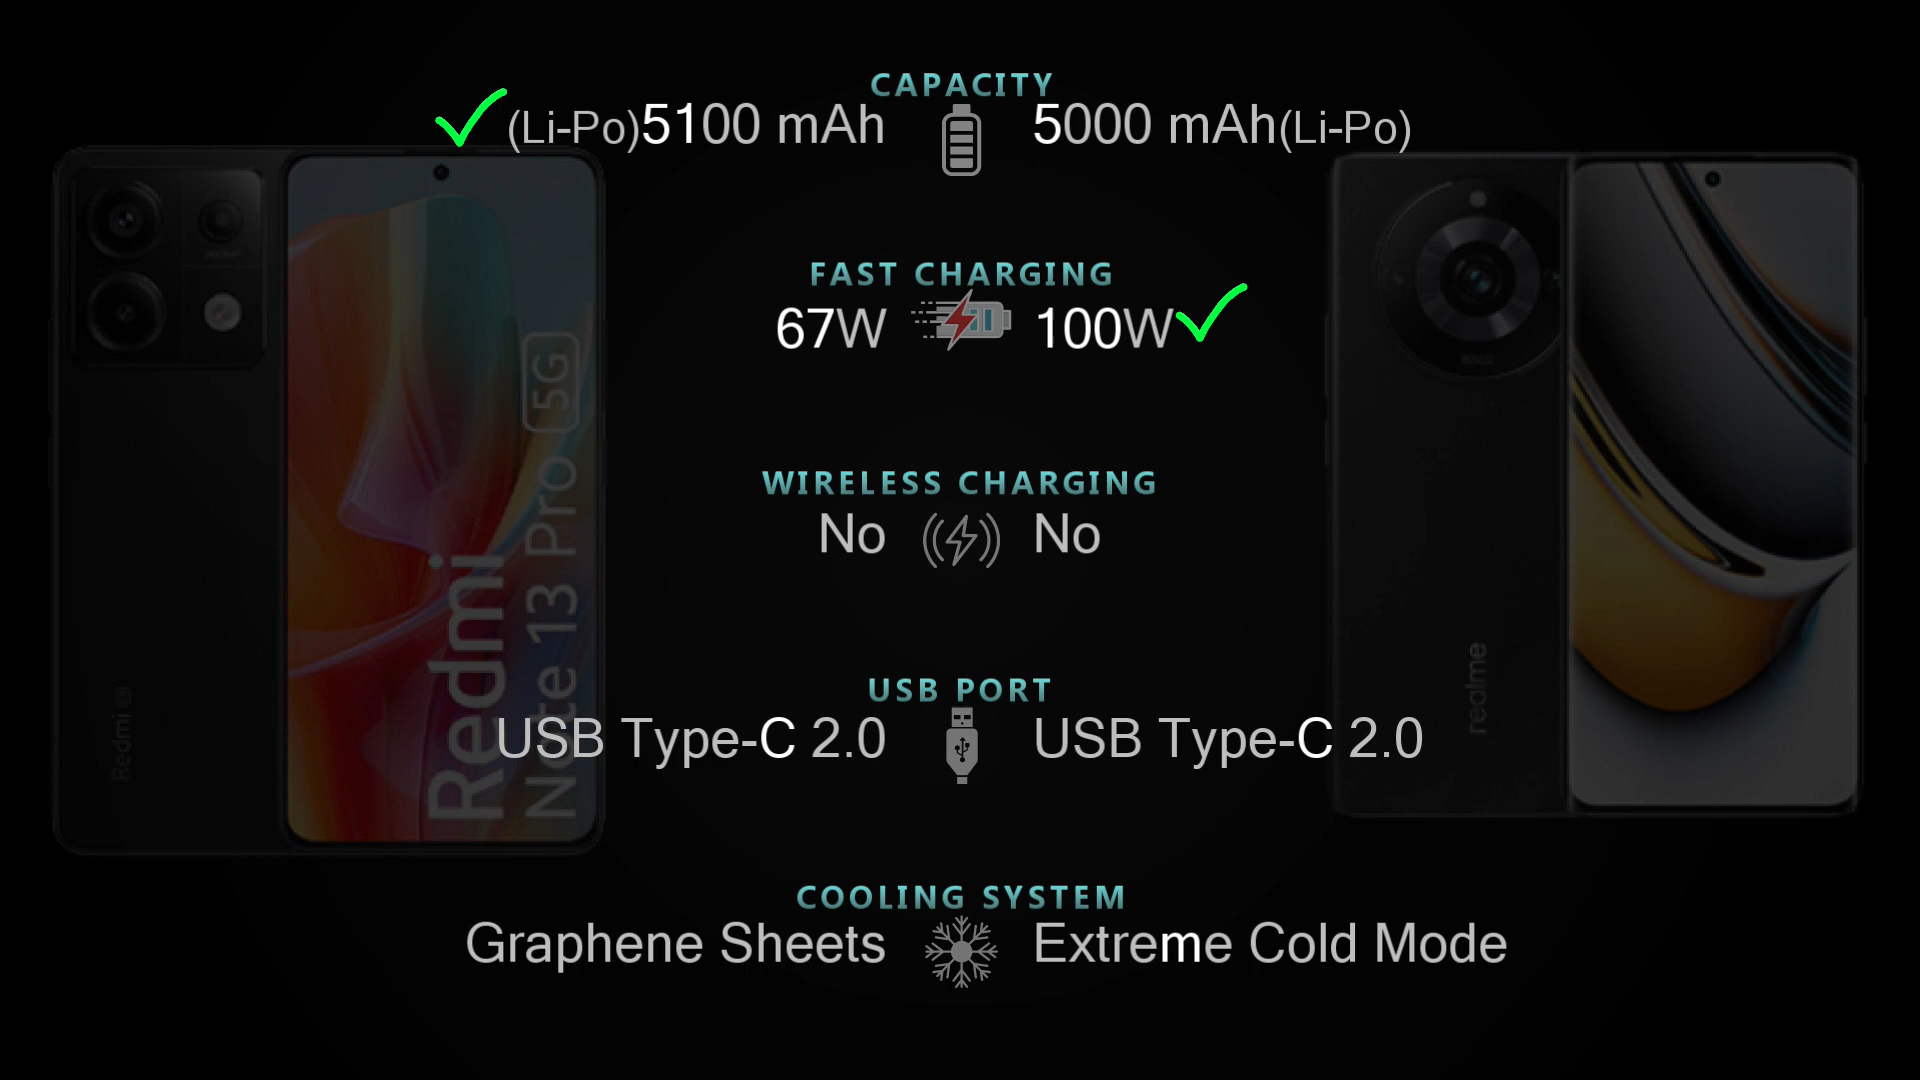 CAPACITY
(Li-Po)5100 mAh 5000 mAh(Li-Po)
FAST CHARGING
67W 100W
WIRELESS CHARGING
No No
USB PORT
USB Type-C 2.0 USB Type-C 2.0
COOLING SYSTEM
Graphene Sheets Extreme Cold Mode
Redmi
Redmi
Note 13 Pro 5G
realme